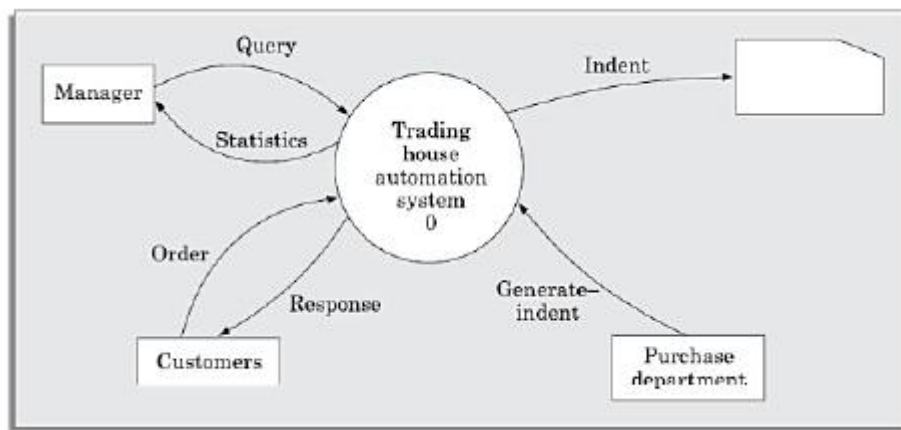 Query
Manager
Indent
Statistics
Trading
house
automation
system
0
Order
Response
Generate–
indent
Customers
Purchase
department